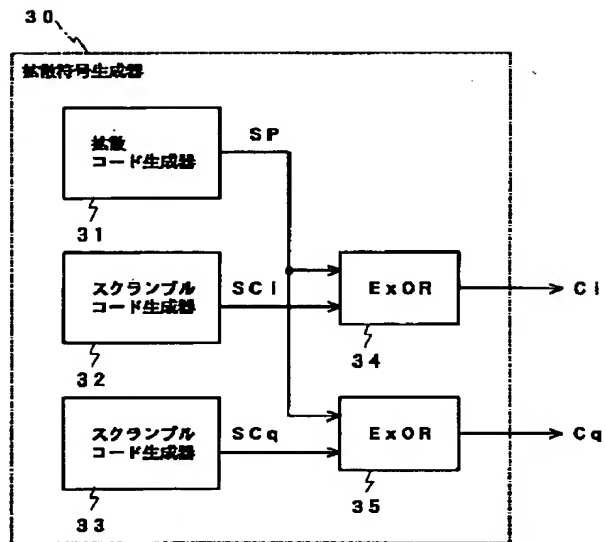 30
拡散符号生成器
拡散
コード生成器
SP
31
スクランブル
コード生成器
SCi
ExOR
Ci
32
34
スクランブル
コード生成器
SCq
ExOR
Cq
33
35